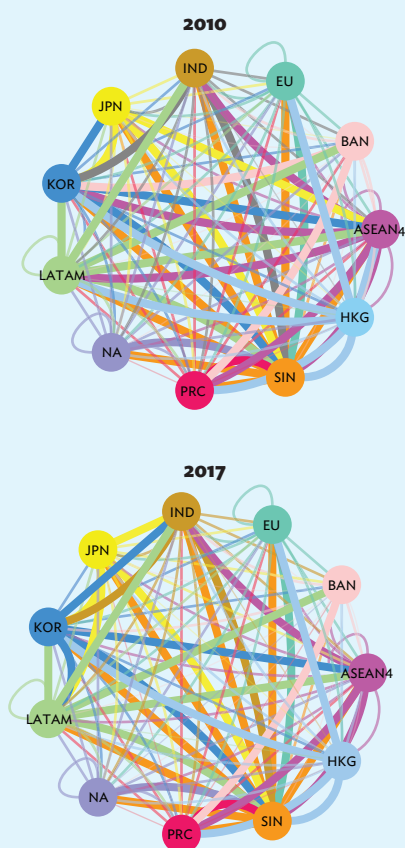 2010
IND
EU
JPN
BAN
KOR
ASEAN4
LATAM
HKG
NA
SIN
PRC
2017
IND
EU
JPN
BAN
KOR
ASEAN4
LATAM
HKG
NA
SIN
PRC